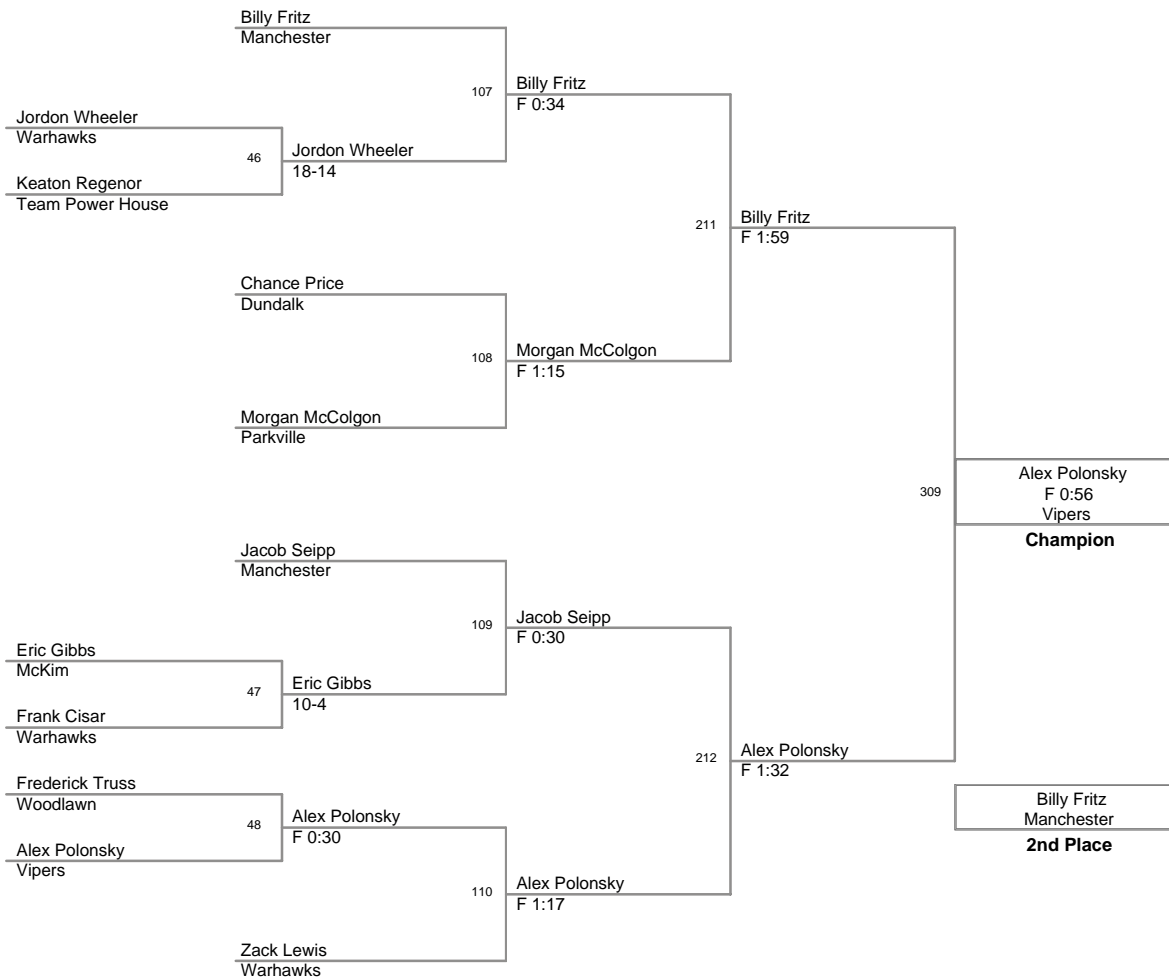 Billy Fritz
Manchester
107
Billy Fritz
F 0:34
Jordon Wheeler
Warhawks
46
Jordon Wheeler
18-14
Keaton Regenor
Team Power House
211
Billy Fritz
F 1:59
Chance Price
Dundalk
108
Morgan McColgon
F 1:15
Morgan McColgon
Parkville
309
Alex Polonsky
F 0:56
Vipers
Champion
Jacob Seipp
Manchester
109
Jacob Seipp
F 0:30
Eric Gibbs
McKim
47
Eric Gibbs
10-4
Frank Cisar
Warhawks
212
Alex Polonsky
F 1:32
Frederick Truss
Woodlawn
48
Alex Polonsky
F 0:30
Alex Polonsky
Vipers
110
Alex Polonsky
F 1:17
Zack Lewis
Warhawks
Billy Fritz
Manchester
2nd Place